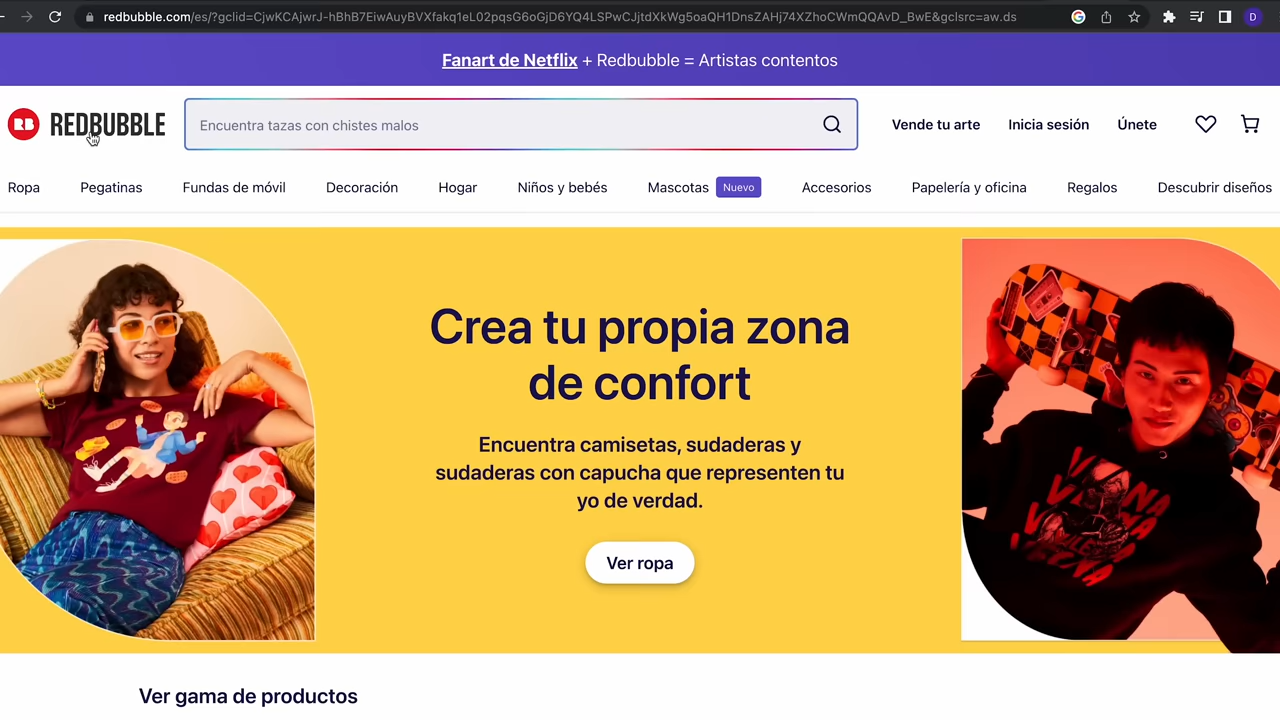 redbubble.com/es/?gclid=CjwKCAjwrJ-hBhB7EiwAuyBVXfakq1eL02pqsG6oGjD6YQ4LSPwCJjtdXkWg5oaQH1DnsZAHj74XZhoCWmQQAvD_BwE&gclsrc=aw.ds
D
Fanart de Netflix + Redbubble = Artistas contentos
RB REDBUBBLE
Encuentra tazas con chistes malos
Vende tu arte
Inicia sesión
Únete
Ropa
Pegatinas
Fundas de móvil
Decoración
Hogar
Niños y bebés
Mascotas Nuevo
Accesorios
Papelería y oficina
Regalos
Descubrir diseños
Crea tu propia zona
de confort
Encuentra camisetas, sudaderas y
sudaderas con capucha que representen tu
yo de verdad.
Ver ropa
Ver gama de productos